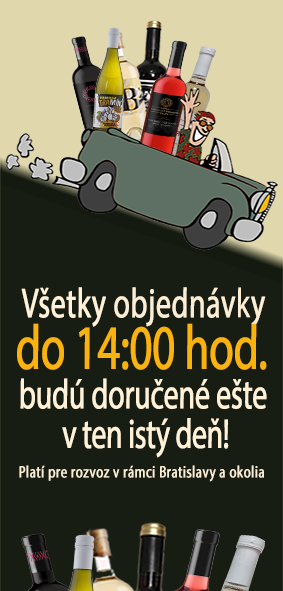 Všetky objednávky
do 14:00 hod.
budú doručené ešte
v ten istý deň!
Platí pre rozvoz v rámci Bratislavy a okolia